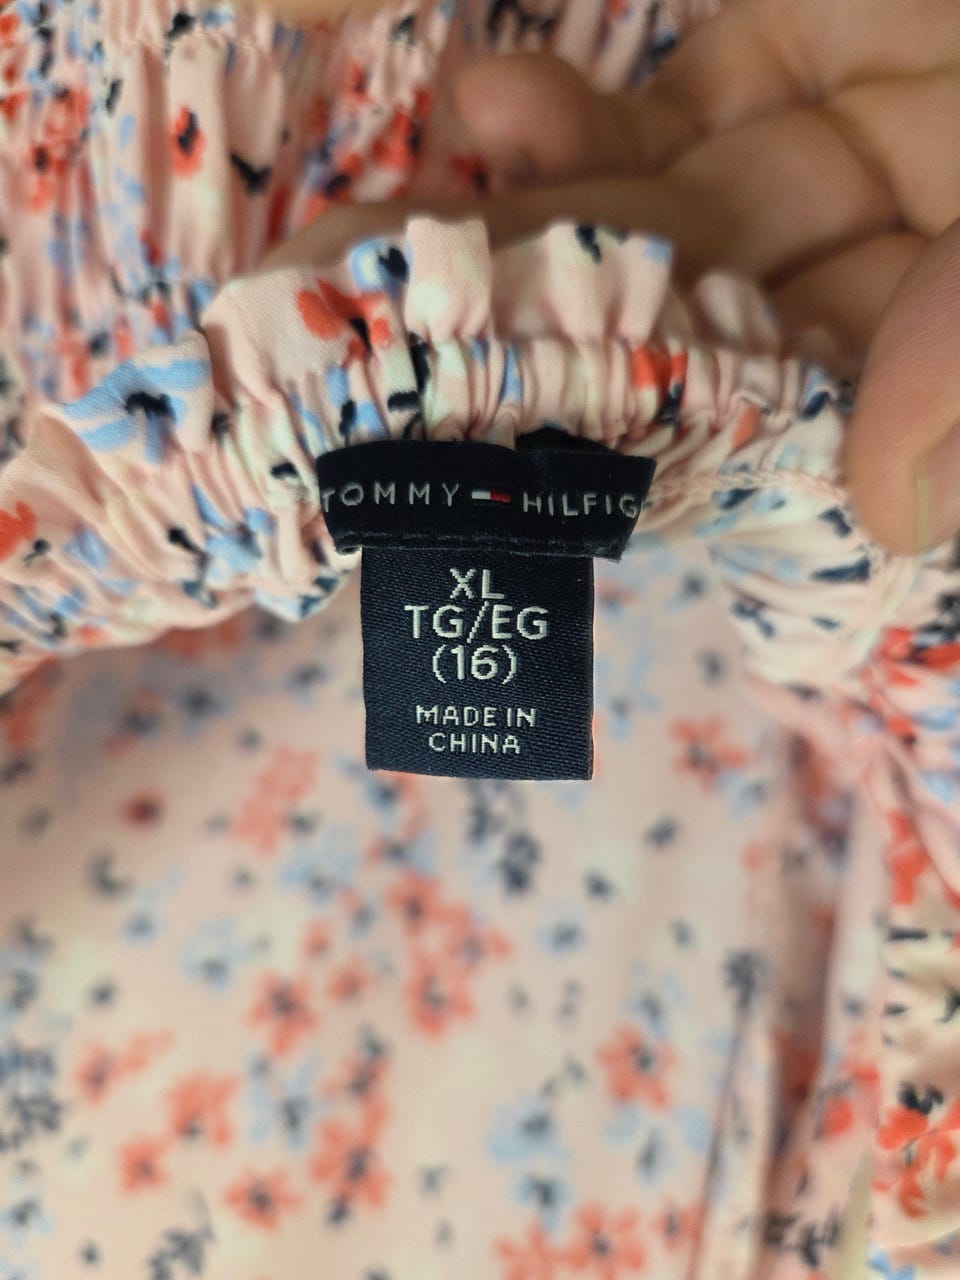 TOMMY HILFIG
XL
TG/EG
(16)
MADE IN
CHINA